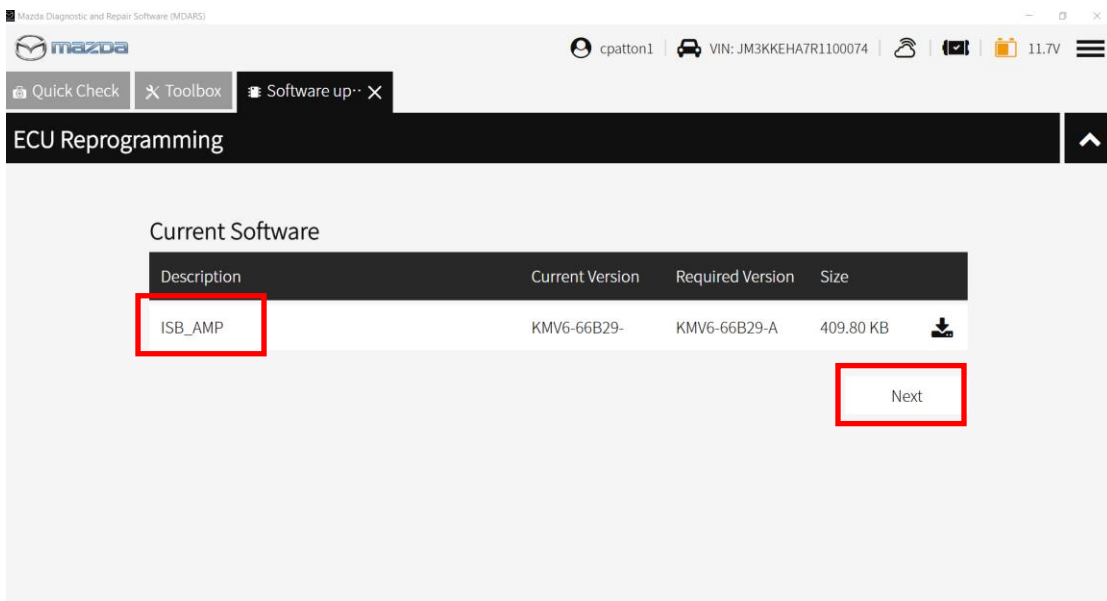 Mazda Diagnostic and Repair Software (MDARS)
mazda cpatton1 VIN: JM3KKEHA7R1100074 11.7V
Quick Check Toolbox Software up··
ECU Reprogramming
Current Software
Description Current Version Required Version Size
ISB_AMP KMV6-66B29- KMV6-66B29-A 409.80 KB
Next